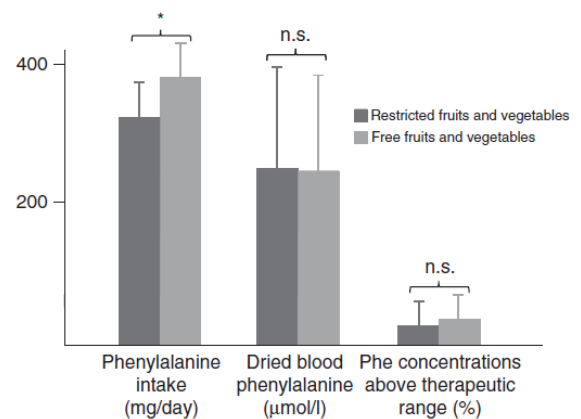 *
n.s.
400
Restricted fruits and vegetables
Free fruits and vegetables
200
n.s.
Phenylalanine
intake
(mg/day)
Dried blood
phenylalanine
(μmol/l)
Phe concentrations
above therapeutic
range (%)